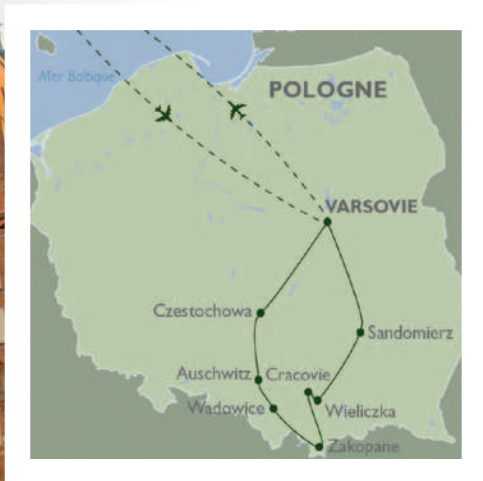 Mer Baltique
POLOGNE
VARSOVIE
Czestochowa
Sandomierz
Auschwitz
Cracovie
Wadowice
Wieliczka
Zakopane